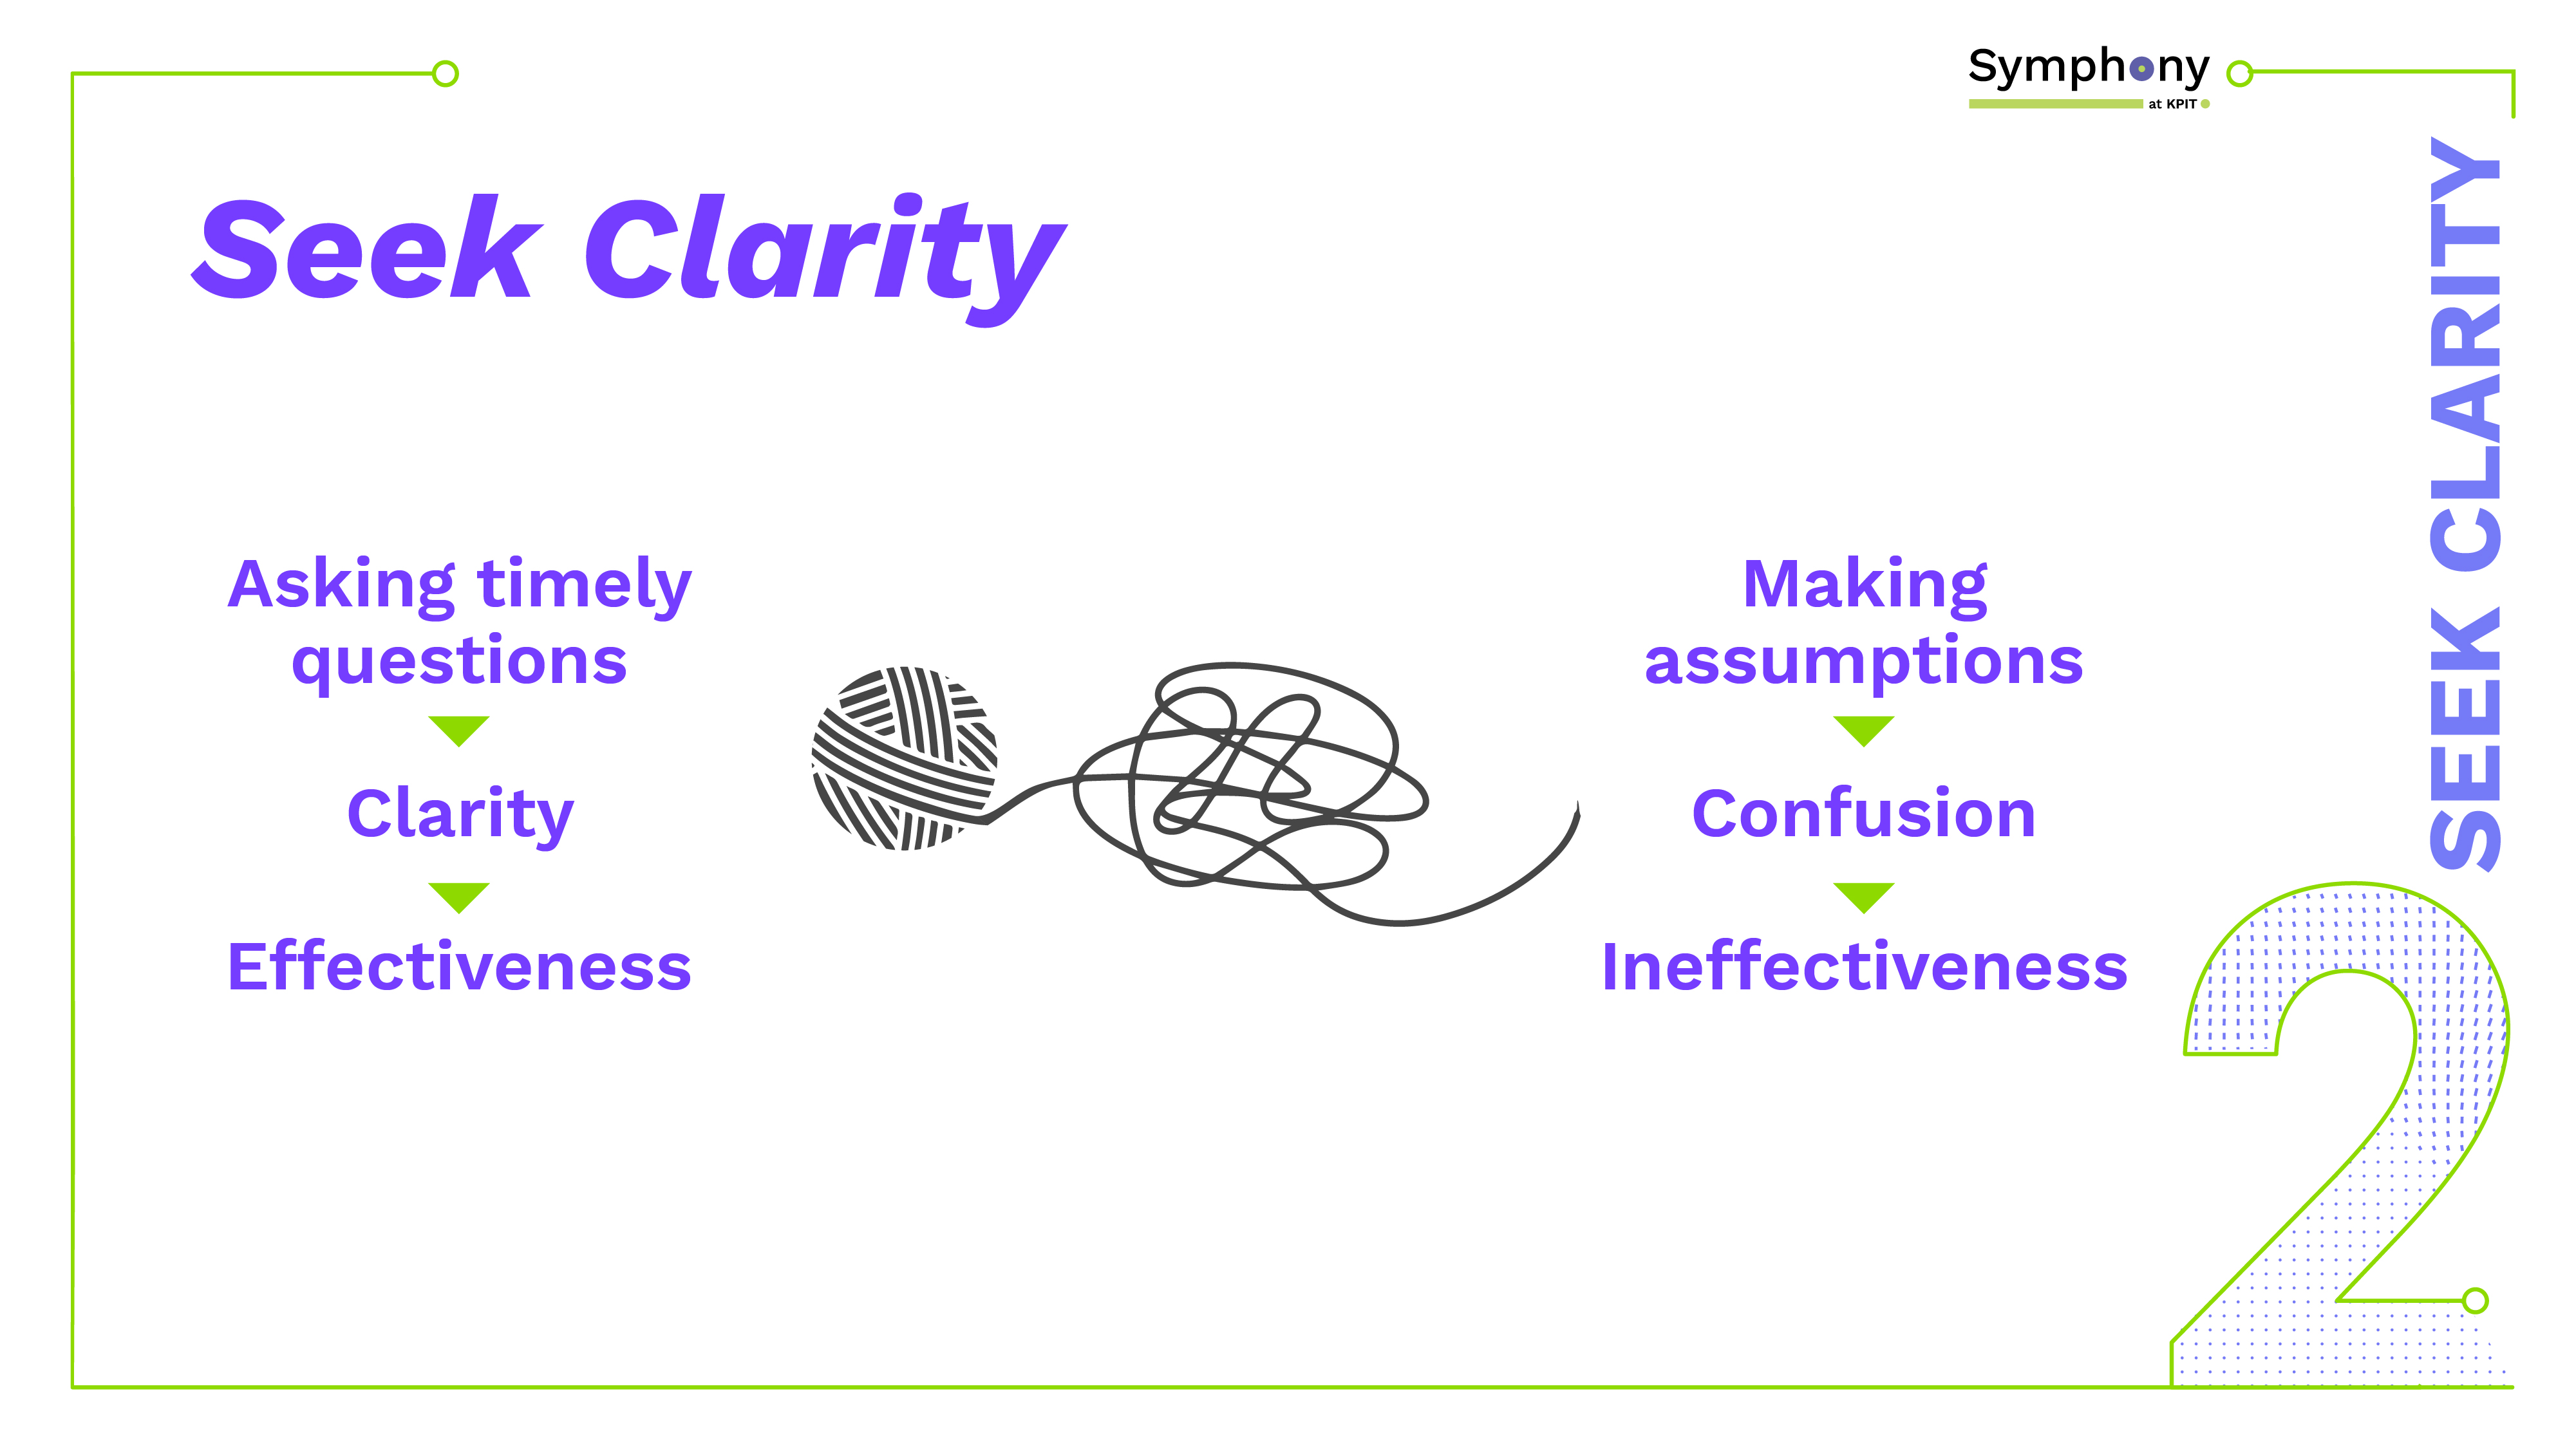 Symphony
at KPIT
Seek Clarity
Asking timely
questions
Clarity
Effectiveness
Making
assumptions
Confusion
Ineffectiveness
SEEK CLARITY
2